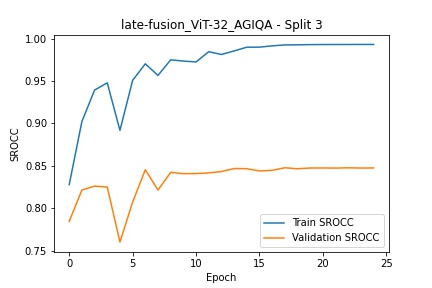 late-fusion_ViT-32_AGIQA - Split 3
1.00
0.95
0.90
0.85
0.80
0.75
SROCC
Train SROCC
Validation SROCC
0 5 10 15 20 25
Epoch